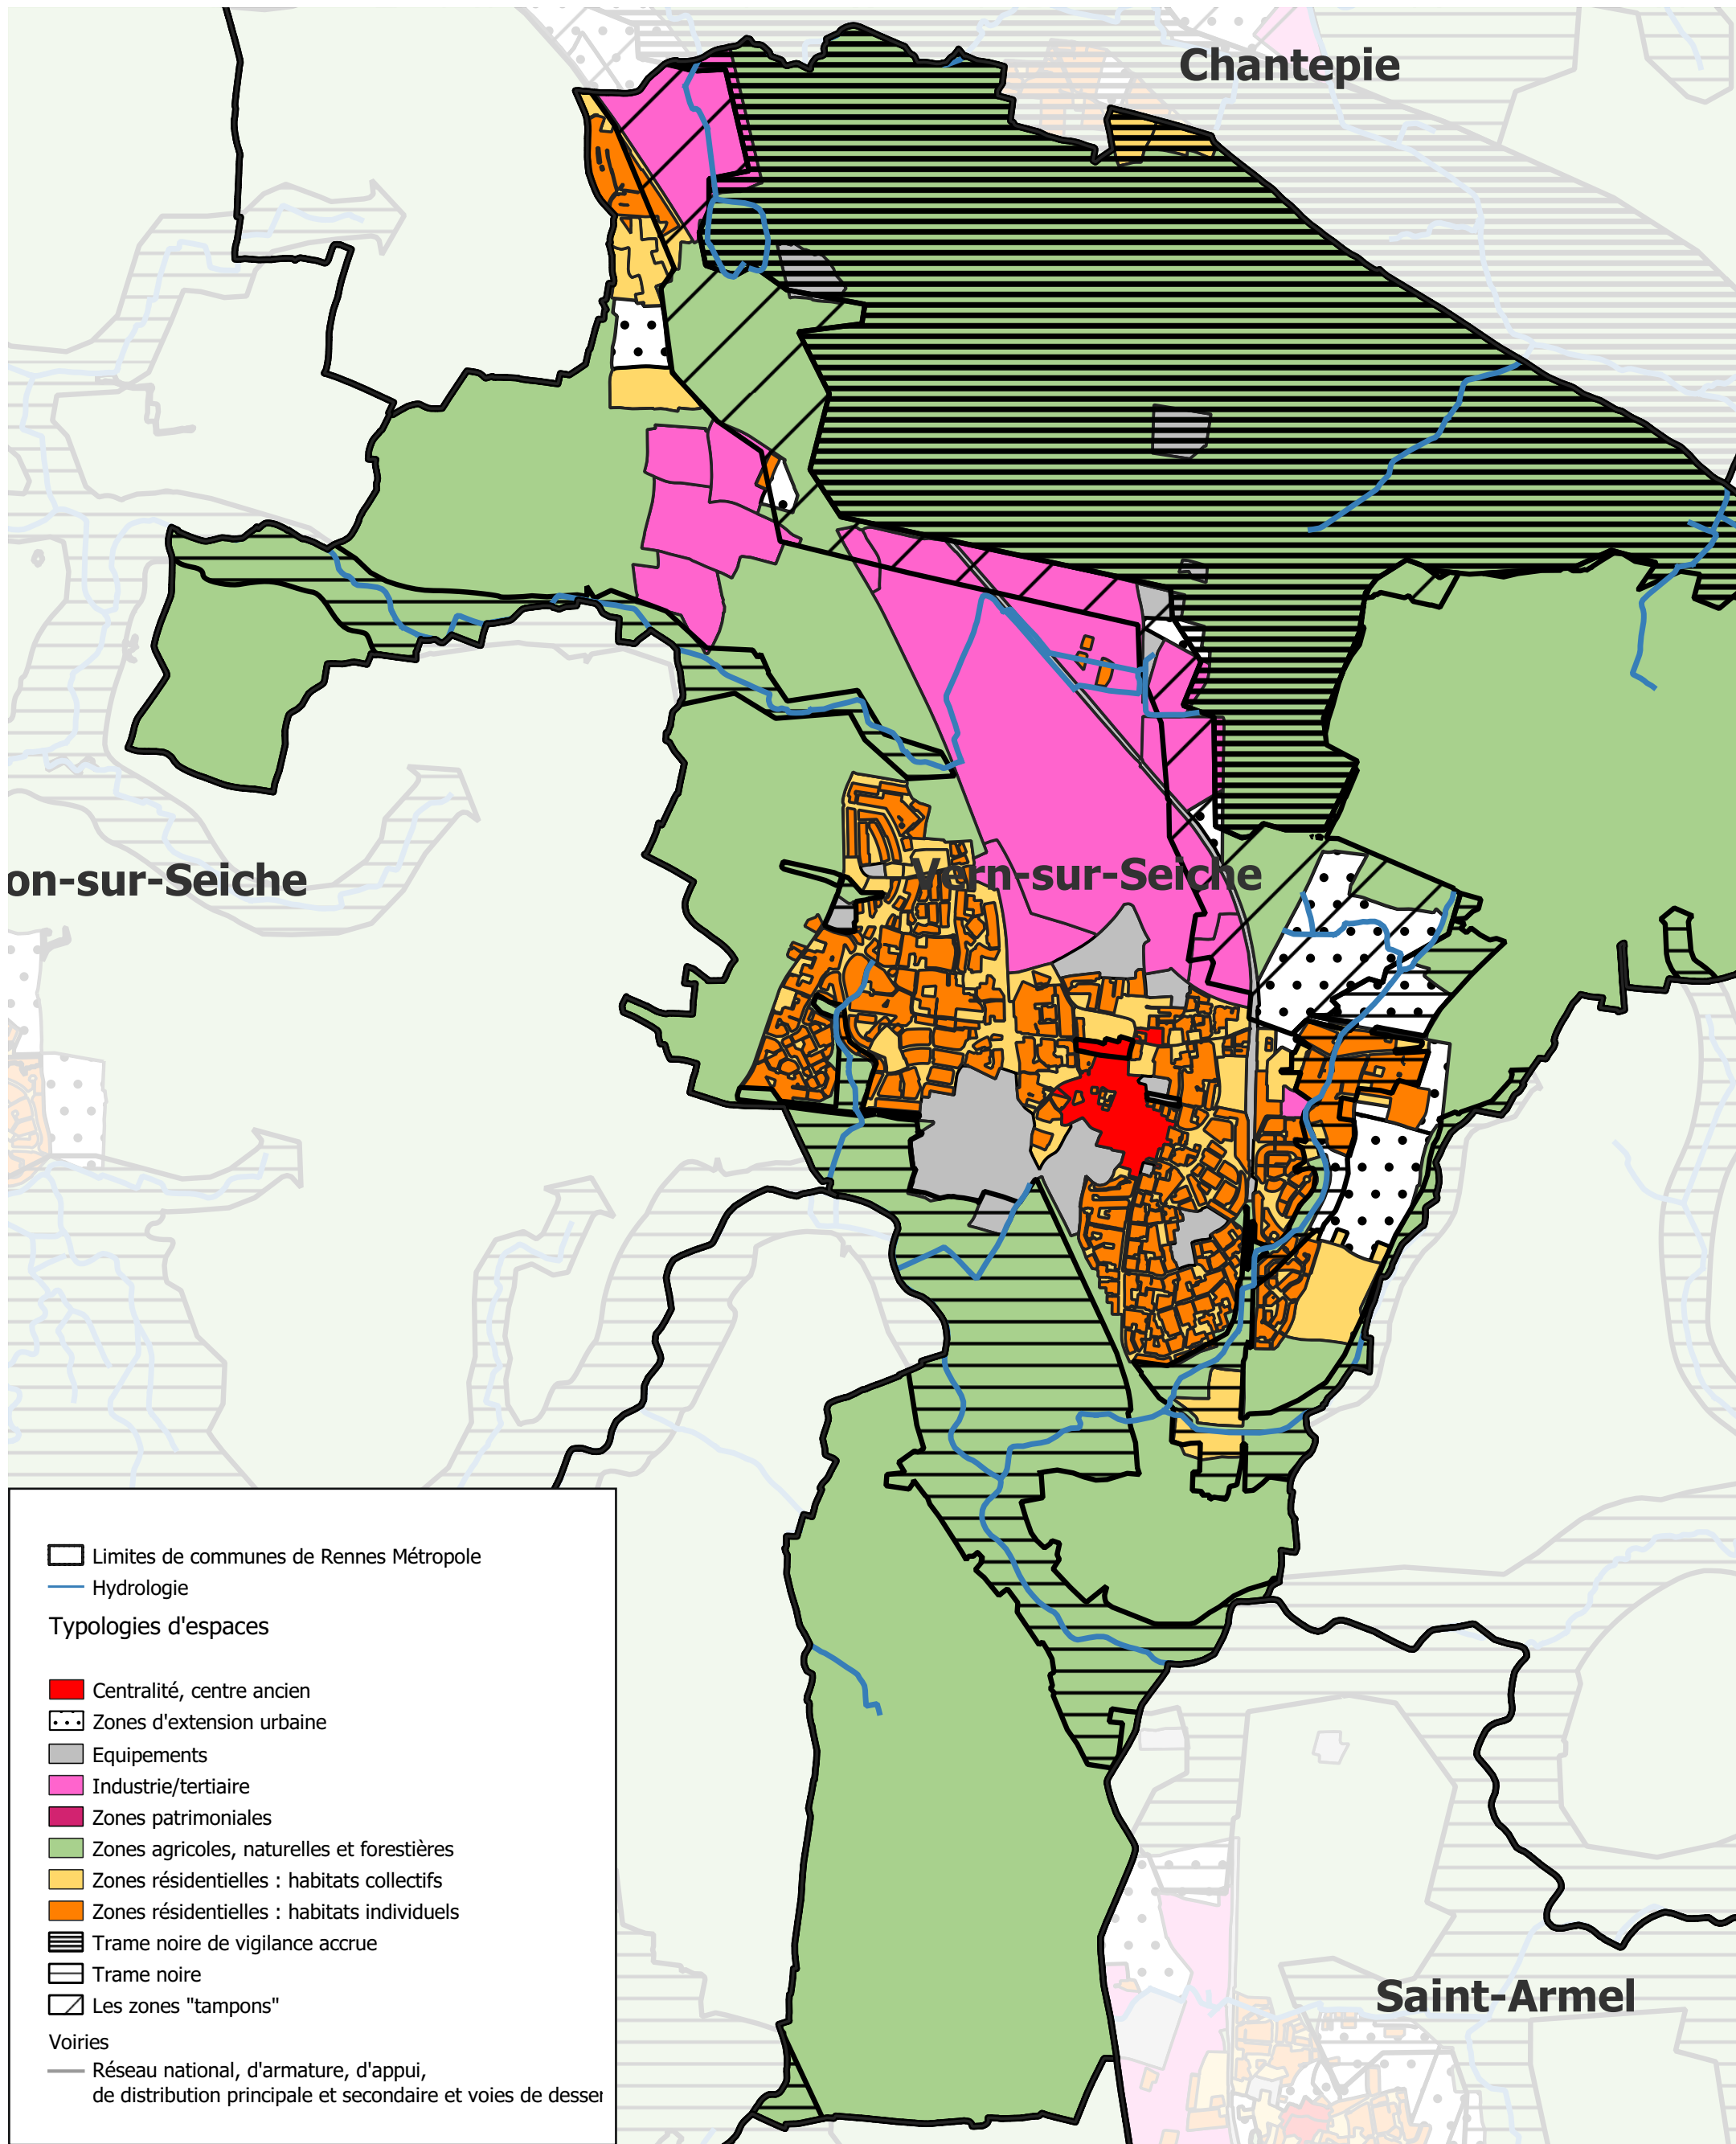 Chantepie
on-sur-Seiche
Vern-sur-Seiche
Limites de communes de Rennes Métropole
Hydrologie
Typologies d'espaces
Centralité, centre ancien
Zones d'extension urbaine
Equipements
Industrie/tertiaire
Zones patrimoniales
Zones agricoles, naturelles et forestières
Zones résidentielles : habitats collectifs
Zones résidentielles : habitats individuels
Trame noire de vigilance accrue
Trame noire
Les zones "tampons"
Voiries
Réseau national, d'armature, d'appui,
de distribution principale et secondaire et voies de desser
Saint-Armel